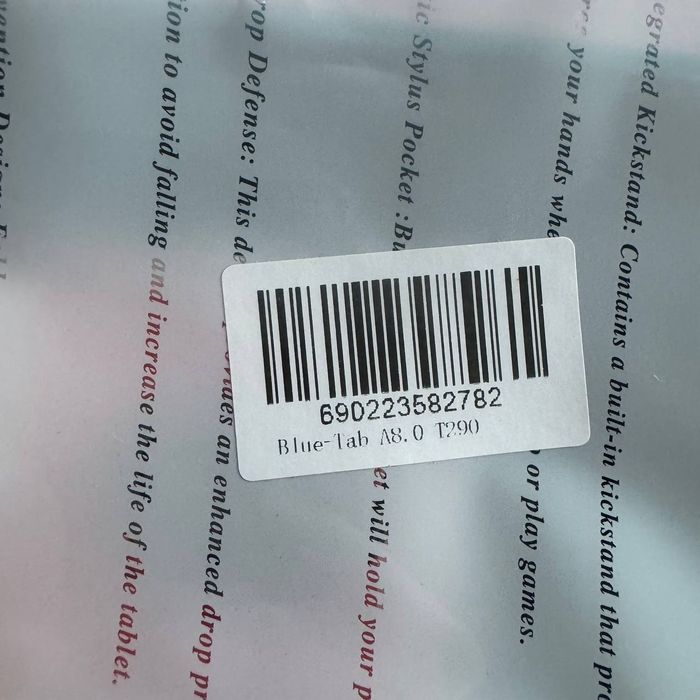 egrated Kickstand: Contains a built-in kickstand that pr
your hands whe or play games.
ic Stylus Pocket :Bu et will hold your p
rop Defense: This de an enhanced drop pr
ion to avoid falling and increase the life of the tablet.
690223582782
Blue-Tab A8.0 T290